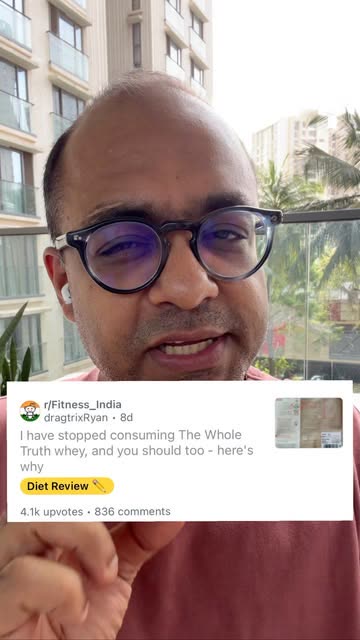 r/Fitness_India
dragtrixRyan • 8d
I have stopped consuming The Whole
Truth whey, and you should too - here's
why
Diet Review
4.1k upvotes • 836 comments